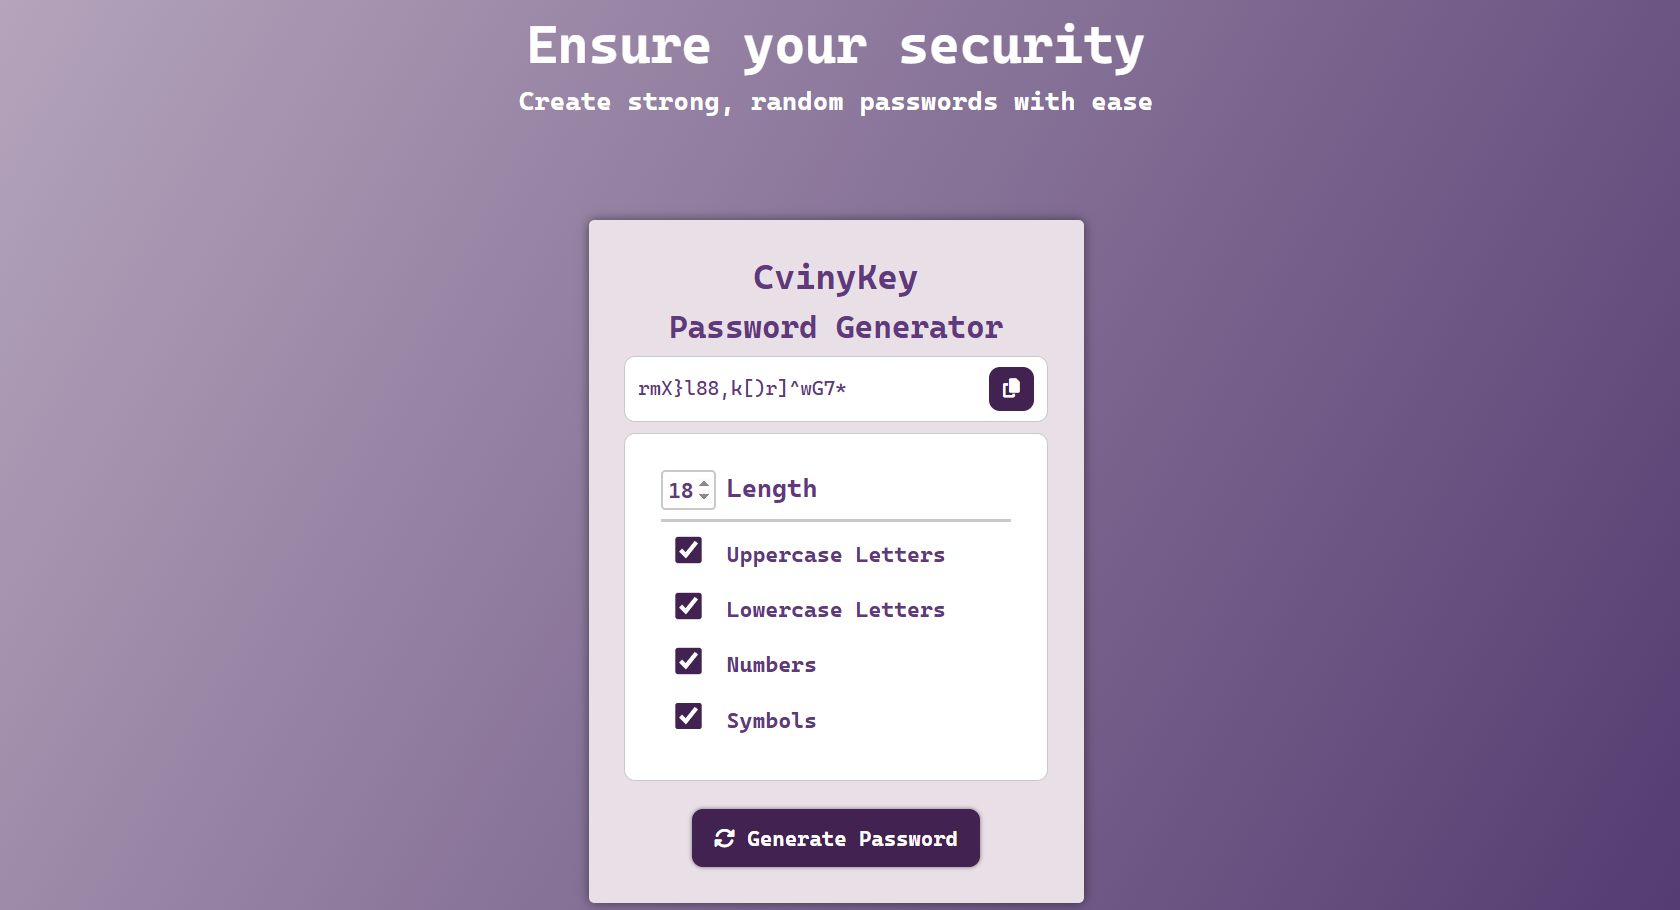 Ensure your security
Create strong, random passwords with ease
CvinyKey
Password Generator
rmX}l88,k[)r]^wG7*
18 Length
Uppercase Letters
Lowercase Letters
Numbers
Symbols
Generate Password